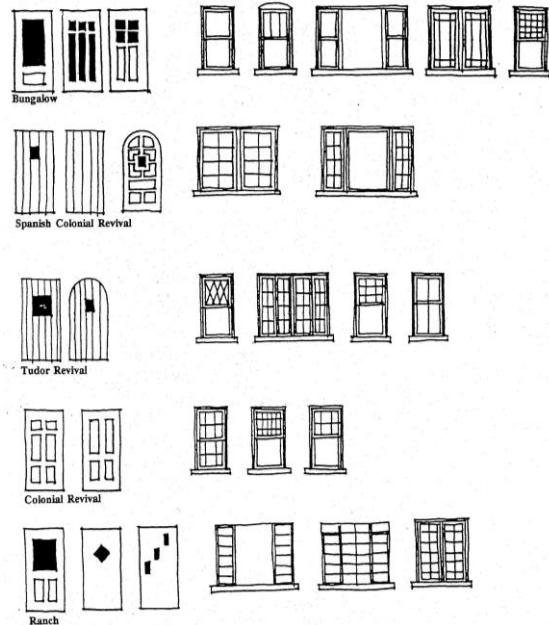 Bungalow
Spanish Colonial Revival
Tudor Revival
Colonial Revival
Ranch